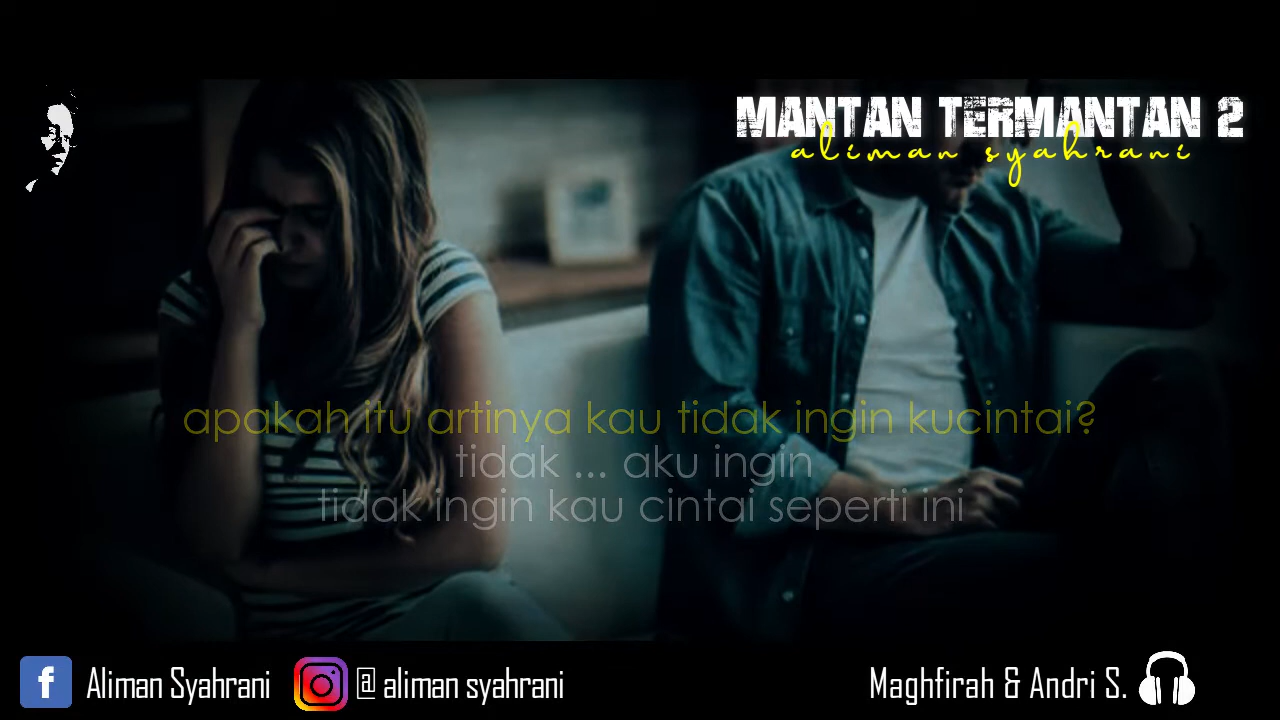 MANTAN TERMANTAN 2
aliman syahrani
apakah itu artinya kau tidak ingin kucintai?
tidak ... aku ingin
tidak ingin kau cintai seperti ini
f Aliman Syahrani
@ aliman syahrani
Maghfirah & Andri S.